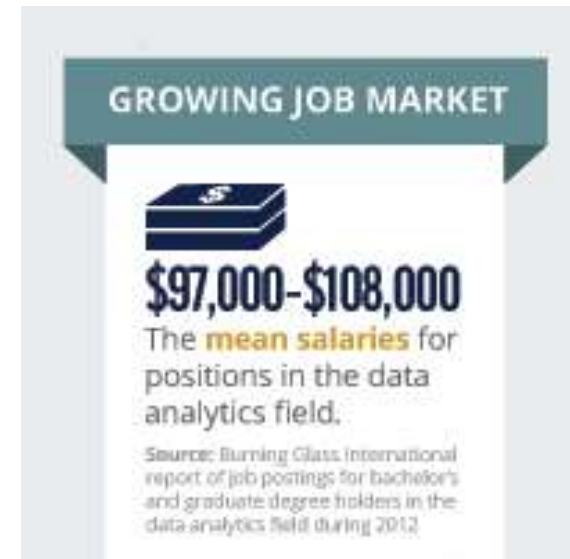 GROWING JOB MARKET
$
$97,000-$108,000
The mean salaries for
positions in the data
analytics field.
Source: Burning Glass International
report of job postings for bachelor's
and graduate degree holders in the
data analytics field during 2012